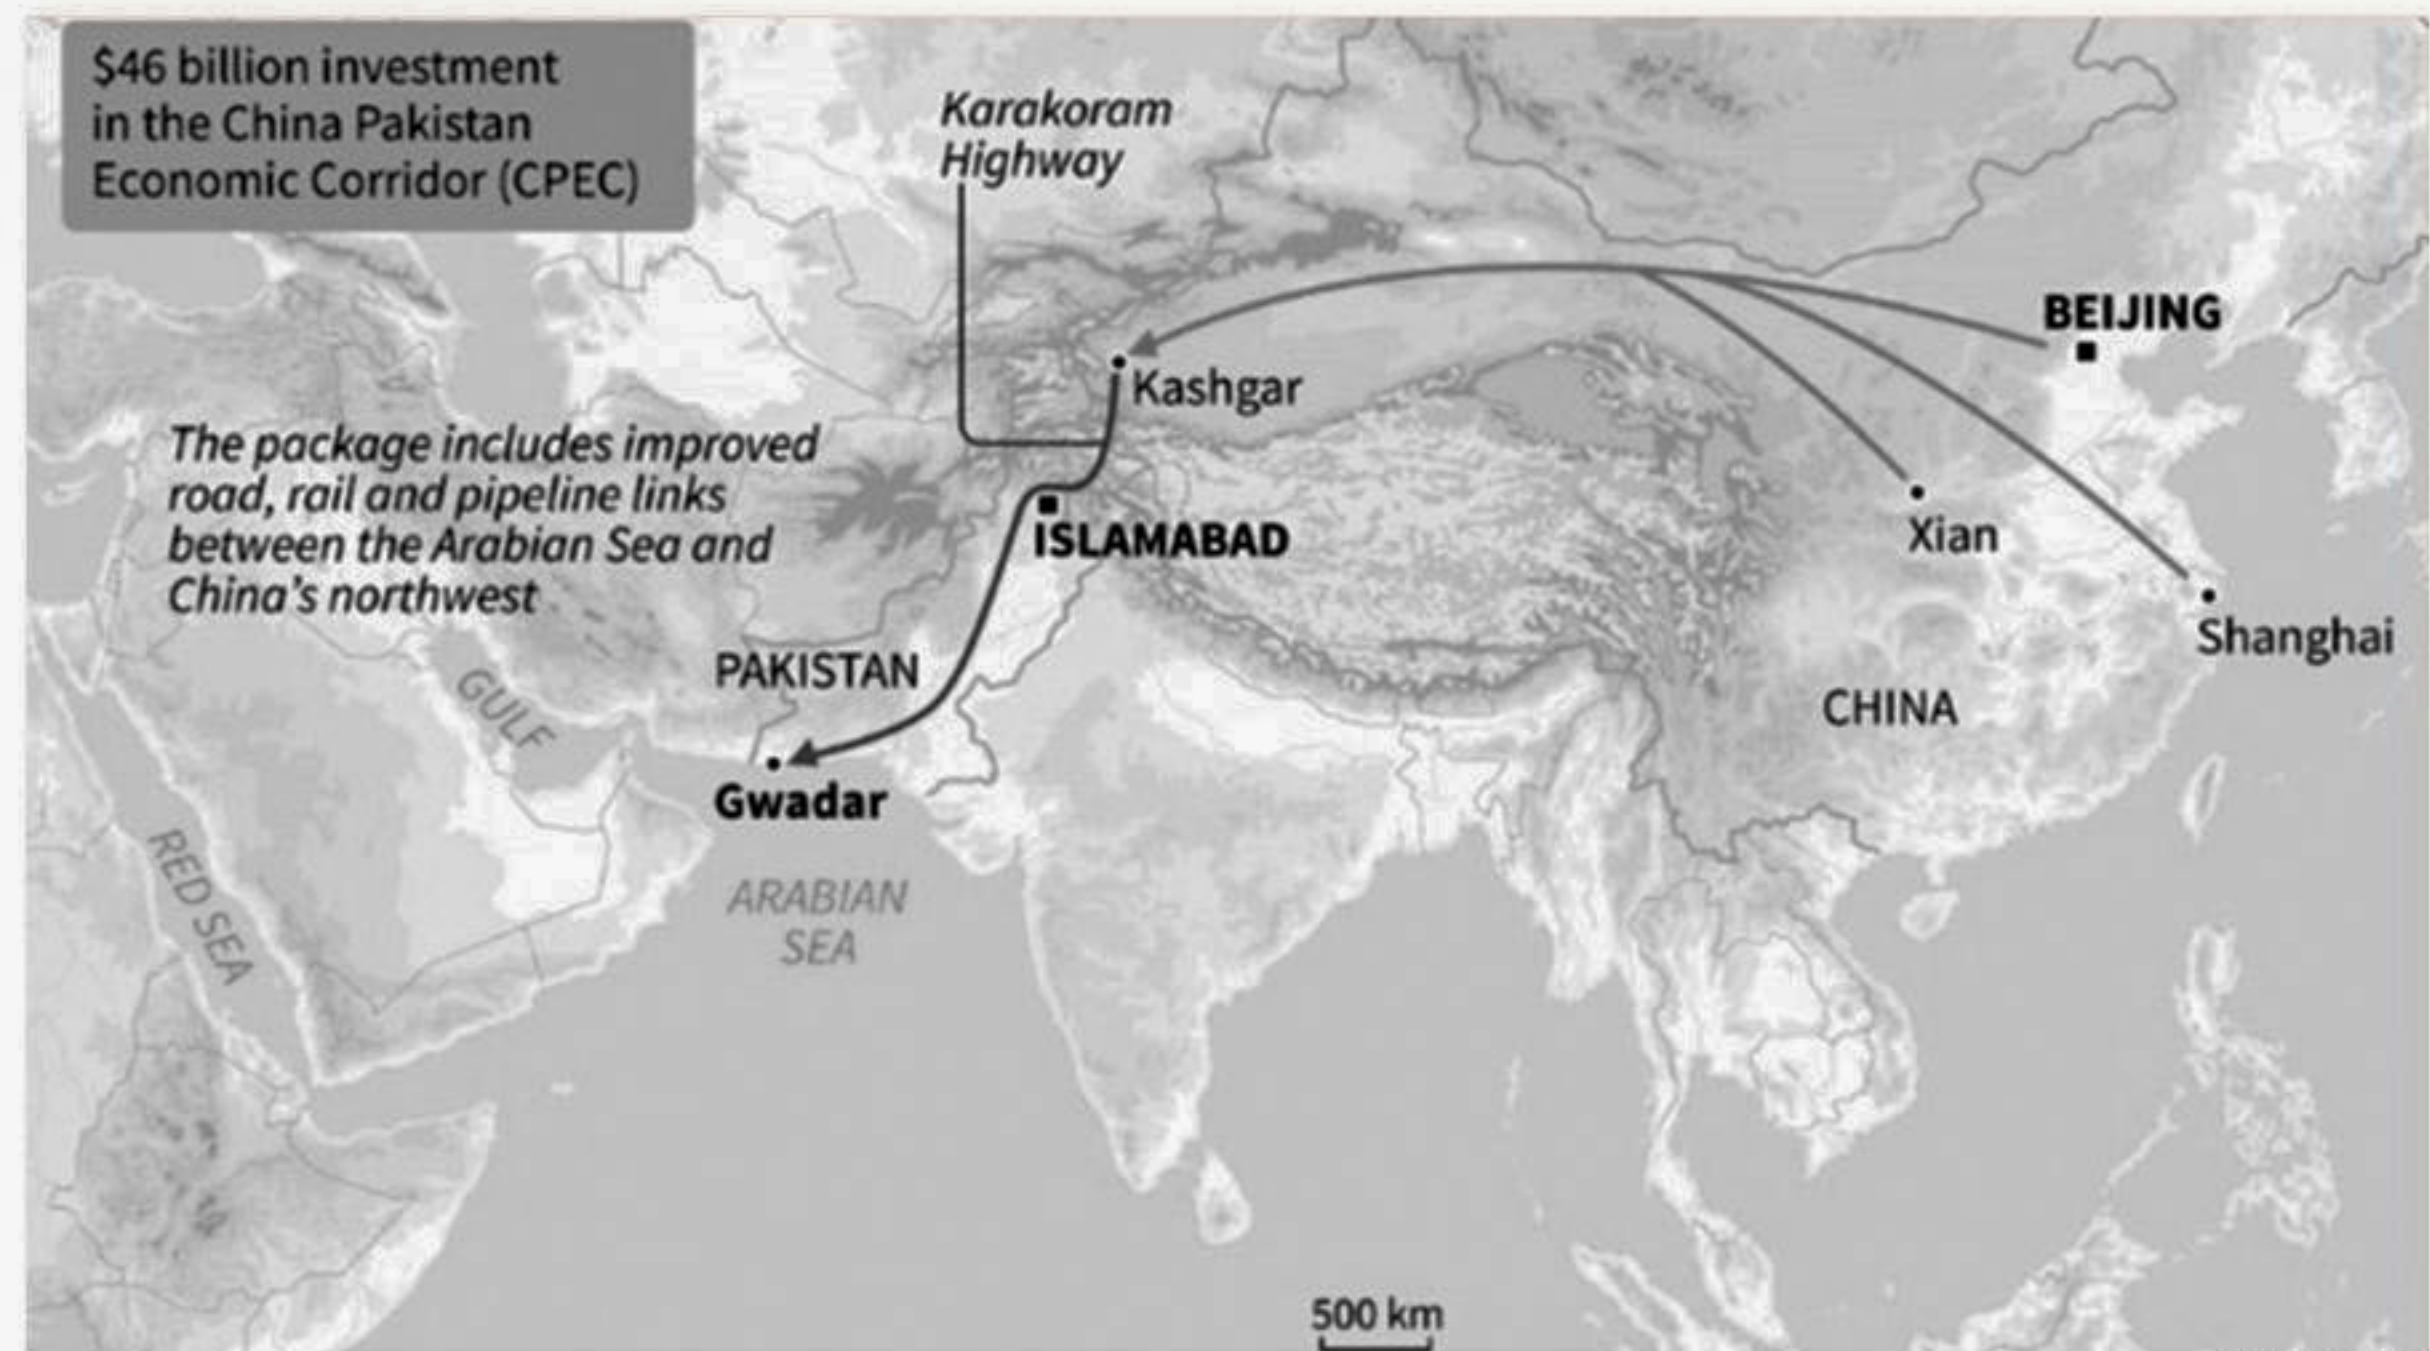 $46 billion investment
in the China Pakistan
Economic Corridor (CPEC)
Karakoram
Highway
BEIJING
Kashgar
The package includes improved
road, rail and pipeline links
between the Arabian Sea and
China's northwest
Xian
ISLAMABAD
Shanghai
PAKISTAN
GULF
CHINA
Gwadar
RED SEA
ARABIAN
SEA
500 km